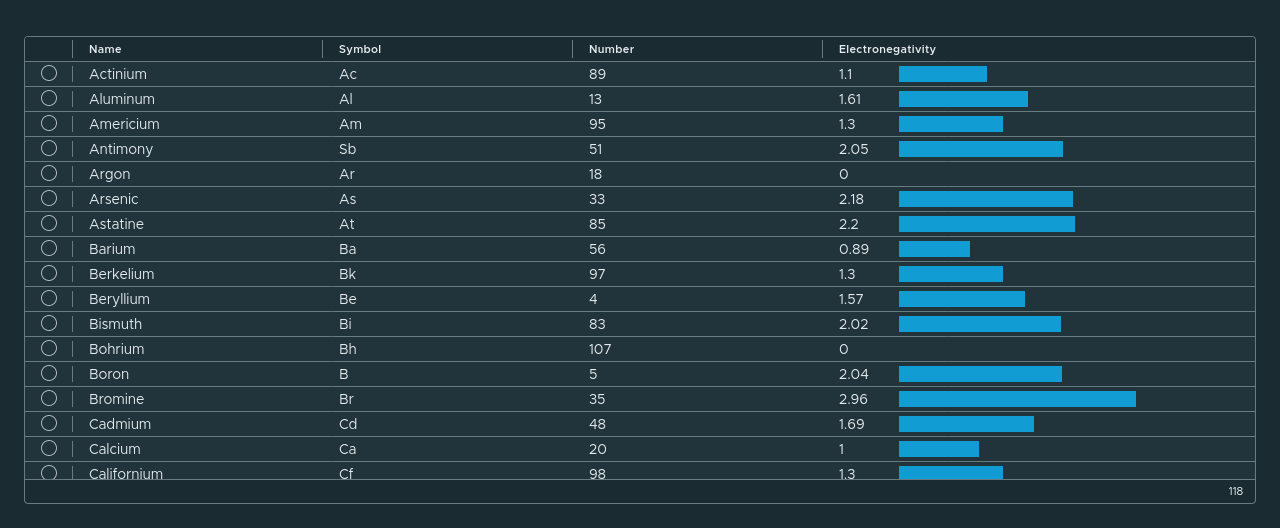 Name Symbol Number Electronegativity
Actinium Ac 89 1.1
Aluminum Al 13 1.61
Americium Am 95 1.3
Antimony Sb 51 2.05
Argon Ar 18 0
Arsenic As 33 2.18
Astatine At 85 2.2
Barium Ba 56 0.89
Berkelium Bk 97 1.3
Beryllium Be 4 1.57
Bismuth Bi 83 2.02
Bohrium Bh 107 0
Boron B 5 2.04
Bromine Br 35 2.96
Cadmium Cd 48 1.69
Calcium Ca 20 1
Californium Cf 98 1.3
118